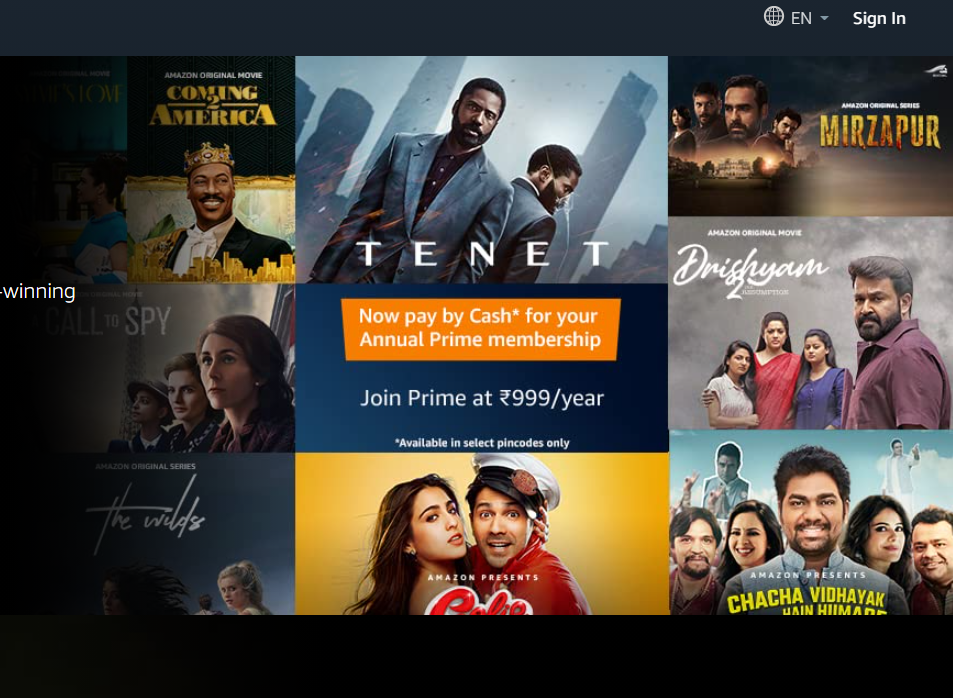 EN
Sign In
AMAZON ORIGINAL MOVIE
COMING
2
AMERICA
TENET
AMAZON ORIGINAL SERIES
MIRZAPUR
AMAZON ORIGINAL MOVIE
Drishyam
2 THE
RESUMPTION
-winning
CALL TO SPY
Now pay by Cash* for your
Annual Prime membership
Join Prime at ₹999/year
*Available in select pincodes only
AMAZON ORIGINAL SERIES
the wilds
AMAZON PRESENTS
Coolie
AMAZON PRESENTS
CHACHA VIDHAYAK
HAIN HUMARE